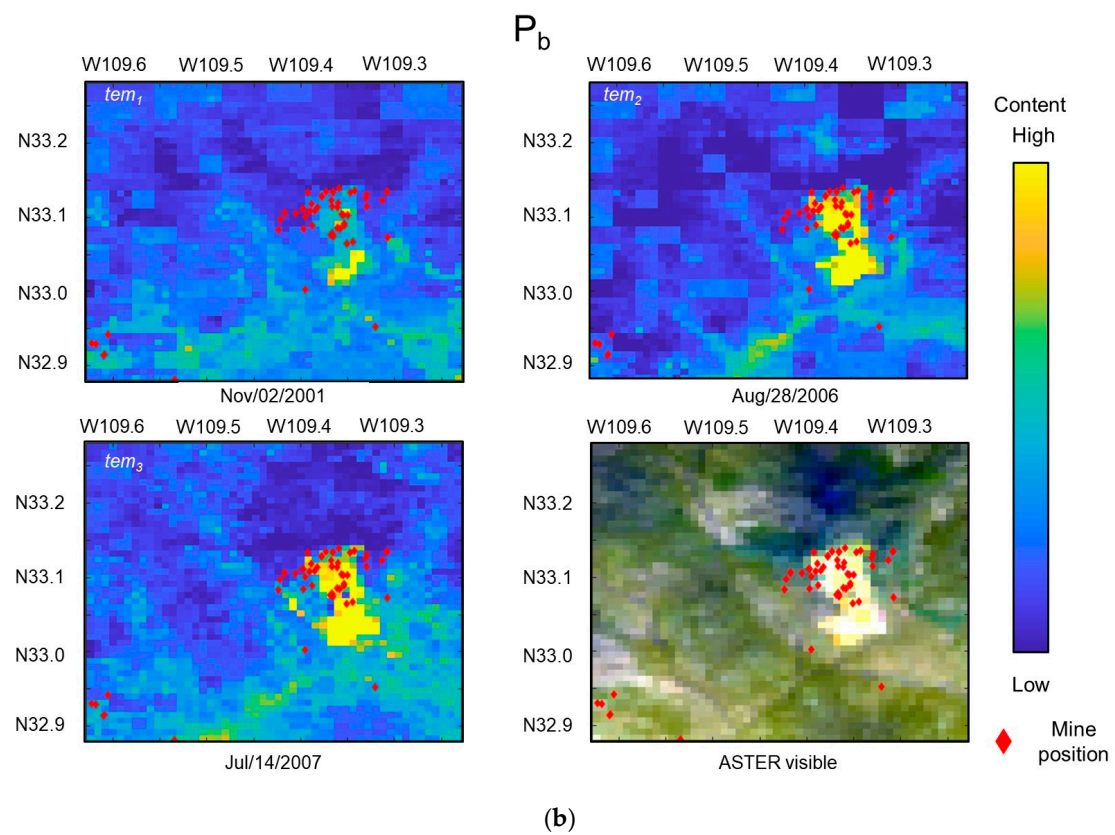 Pb
W109.6 W109.5 W109.4 W109.3
W109.6 W109.5 W109.4 W109.3
tem1
tem2
N33.2
N33.1
N33.0
N32.9
N33.2
N33.1
N33.0
N32.9
Nov/02/2001
Aug/28/2006
Content
High
Low
Mine
position
W109.6 W109.5 W109.4 W109.3
W109.6 W109.5 W109.4 W109.3
tem3
N33.2
N33.1
N33.0
N32.9
N33.2
N33.1
N33.0
N32.9
Jul/14/2007
ASTER visible
(b)